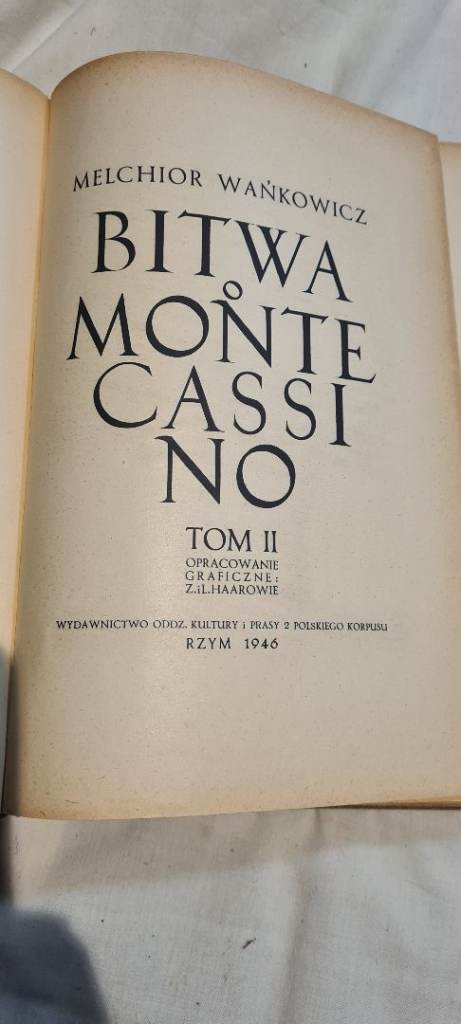 MELCHIOR WAŃKOWICZ
BITWA
O
MONTE
CASSI
NO
TOM II
OPRACOWANIE
GRAFICZNE:
Z. i L. HAAROWIE
WYDAWNICTWO ODDZ. KULTURY i PRASY 2 POLSKIEGO KORPUSU
RZYM 1946